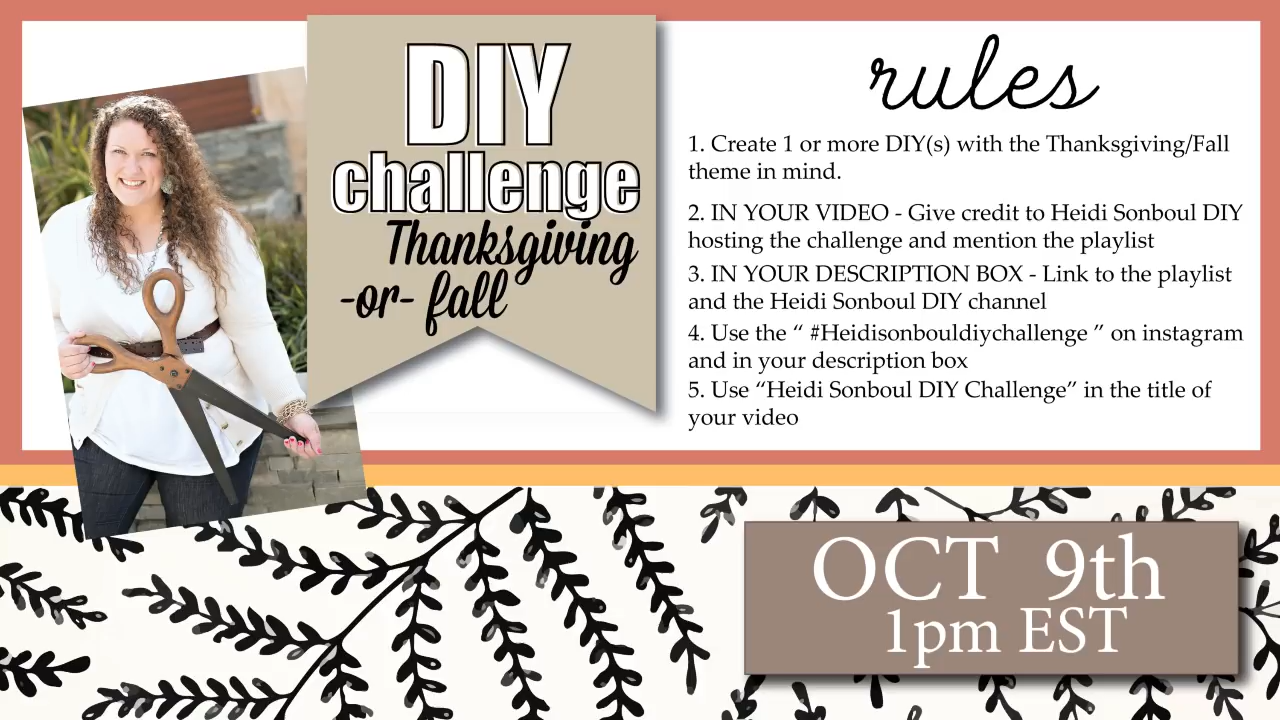 DIY
challenge
Thanksgiving
-or- fall
rules
1. Create 1 or more DIY(s) with the Thanksgiving/Fall
theme in mind.
2. IN YOUR VIDEO - Give credit to Heidi Sonboul DIY
hosting the challenge and mention the playlist
3. IN YOUR DESCRIPTION BOX - Link to the playlist
and the Heidi Sonboul DIY channel
4. Use the “ #Heidisonbouldiychallenge ” on instagram
and in your description box
5. Use “Heidi Sonboul DIY Challenge” in the title of
your video
OCT 9th
1pm EST